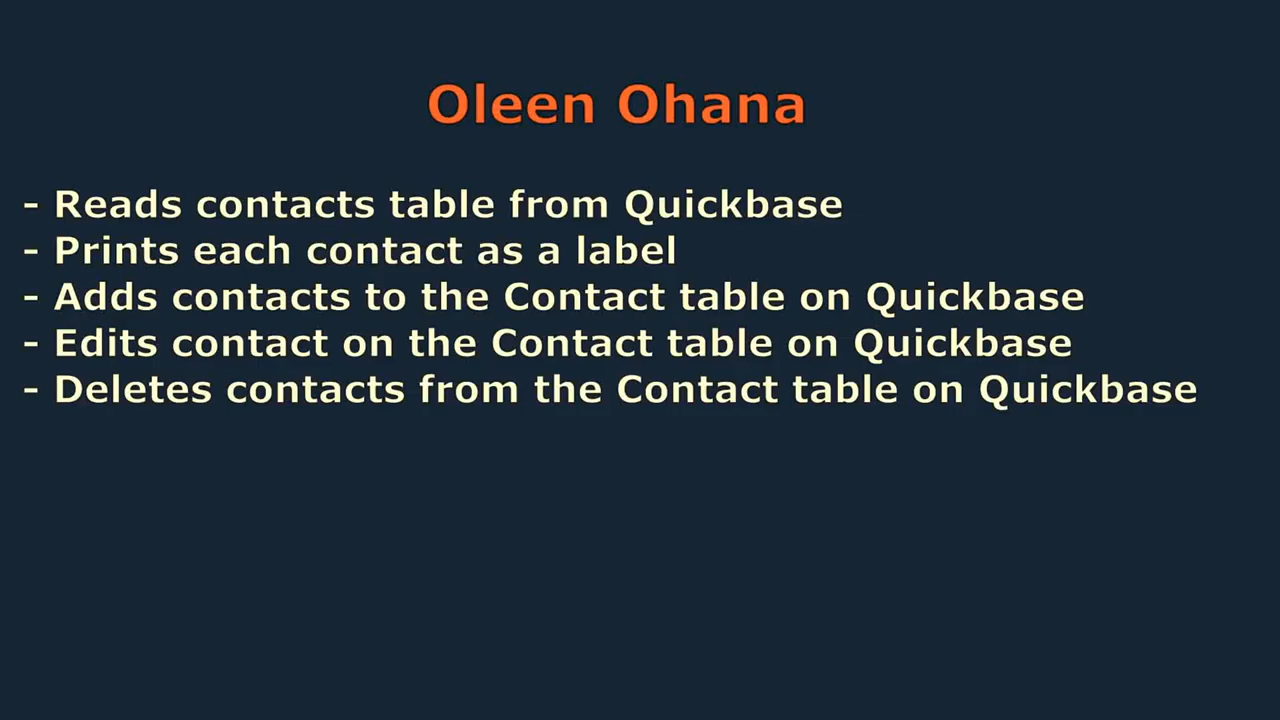 Oleen Ohana
- Reads contacts table from Quickbase
- Prints each contact as a label
- Adds contacts to the Contact table on Quickbase
- Edits contact on the Contact table on Quickbase
- Deletes contacts from the Contact table on Quickbase